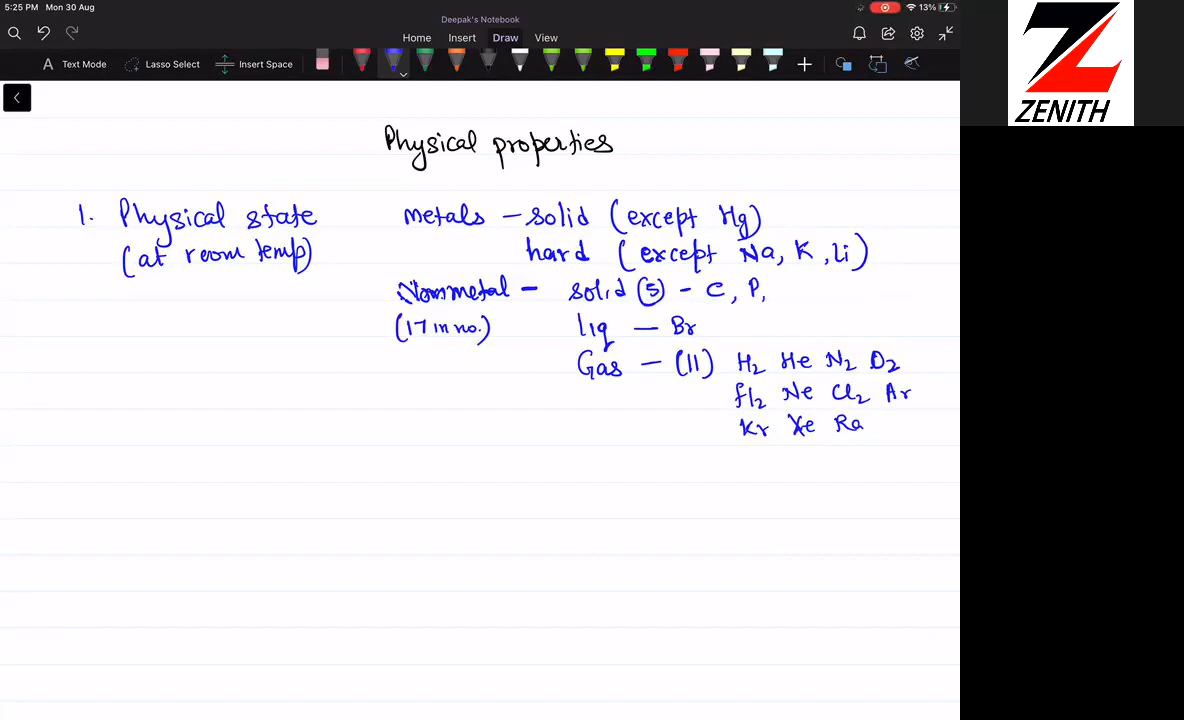 5:25 PM Mon 30 Aug
13%
Deepak's Notebook
Home Insert Draw View
Text Mode Lasso Select Insert Space
ZENITH
Physical properties
1. Physical state metals - solid (except Hg)
(at room temp) hard (except Na, K, Li)
Nonmetal - solid (5) - C, P,
(17 in no.) liq - Br
Gas - (11) H2 He N2 O2
fl2 Ne Cl2 Ar
Kr Xe Ra